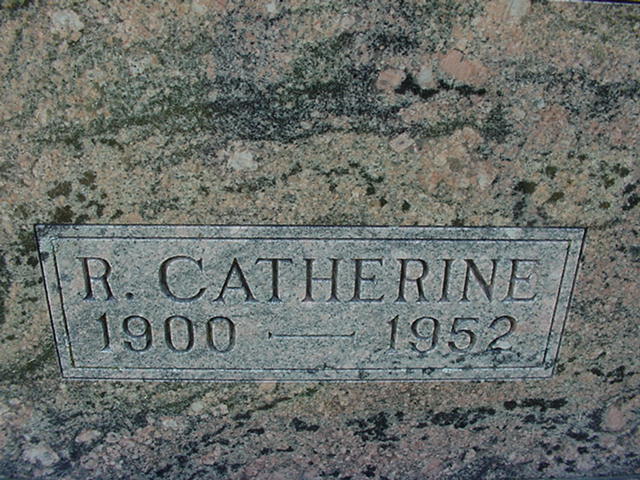 R. CATHERINE
1900 — 1952